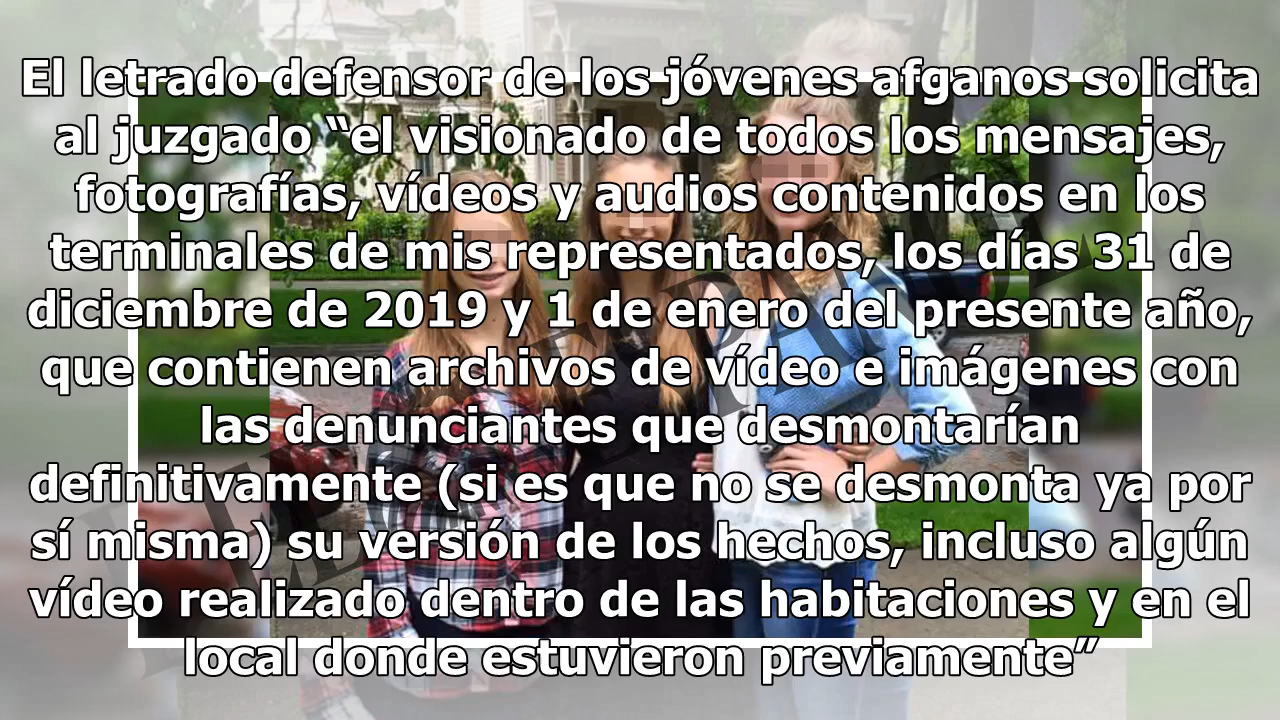 El letrado defensor de los jóvenes afganos solicita
al juzgado “el visionado de todos los mensajes,
fotografías, vídeos y audios contenidos en los
terminales de mis representados, los días 31 de
diciembre de 2019 y 1 de enero del presente año,
que contienen archivos de vídeo e imágenes con
las denunciantes que desmontarían
definitivamente (si es que no se desmonta ya por
sí misma) su versión de los hechos, incluso algún
vídeo realizado dentro de las habitaciones y en el
local donde estuvieron previamente”